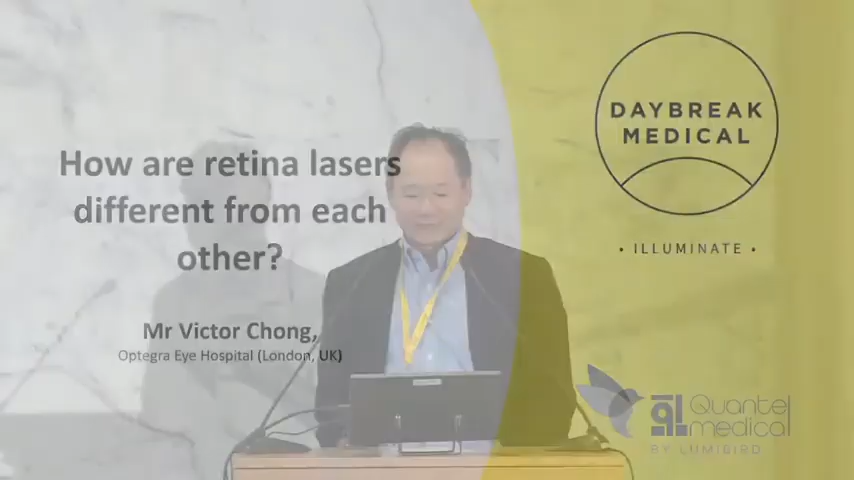 How are retina lasers
different from each
other?
Mr Victor Chong,
Optegra Eye Hospital (London, UK)
DAYBREAK
MEDICAL
• ILLUMINATE •
Quantel
medical
BY LUMIBIRD